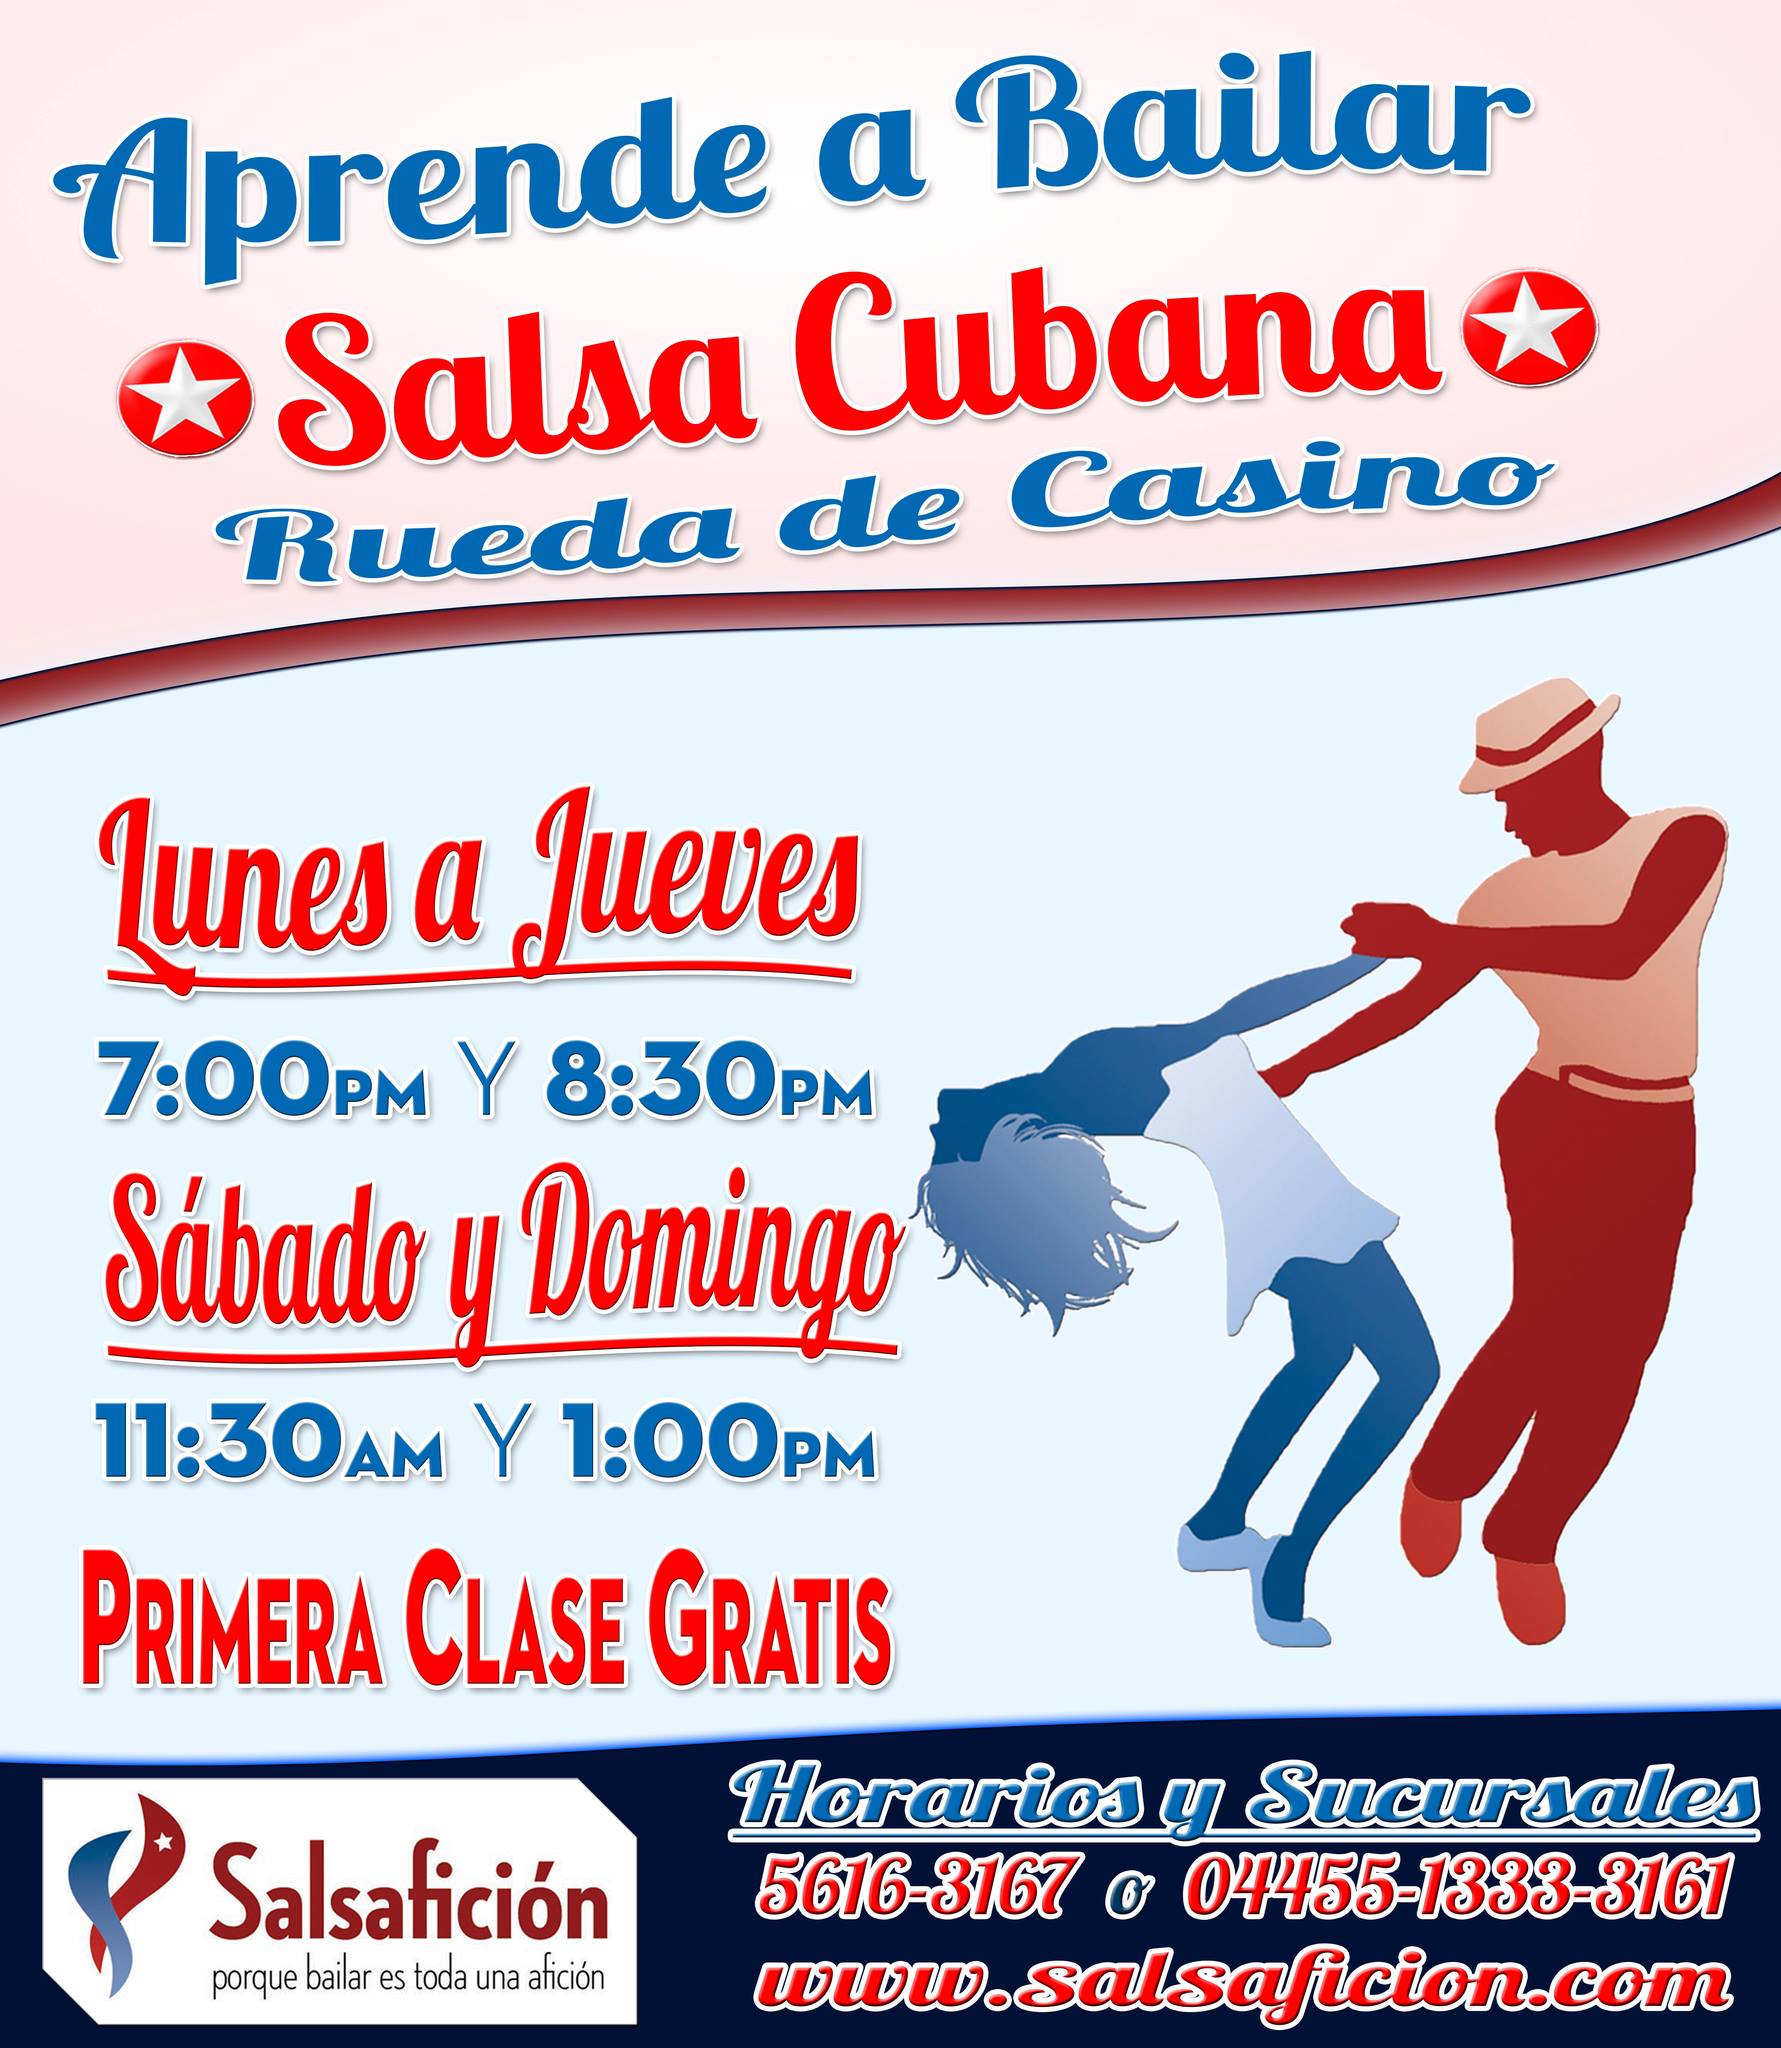 Aprende a Bailar
Salsa Cubana
Rueda de Casino
Lunes a Jueves
7:00PM Y 8:30PM
Sábado y Domingo
11:30AM Y 1:00PM
PRIMERA CLASE GRATIS
Horarios y Sucursales
5616-3167 o 04455-1333-3161
www.salsaficion.com
Salsafición
porque bailar es toda una afición